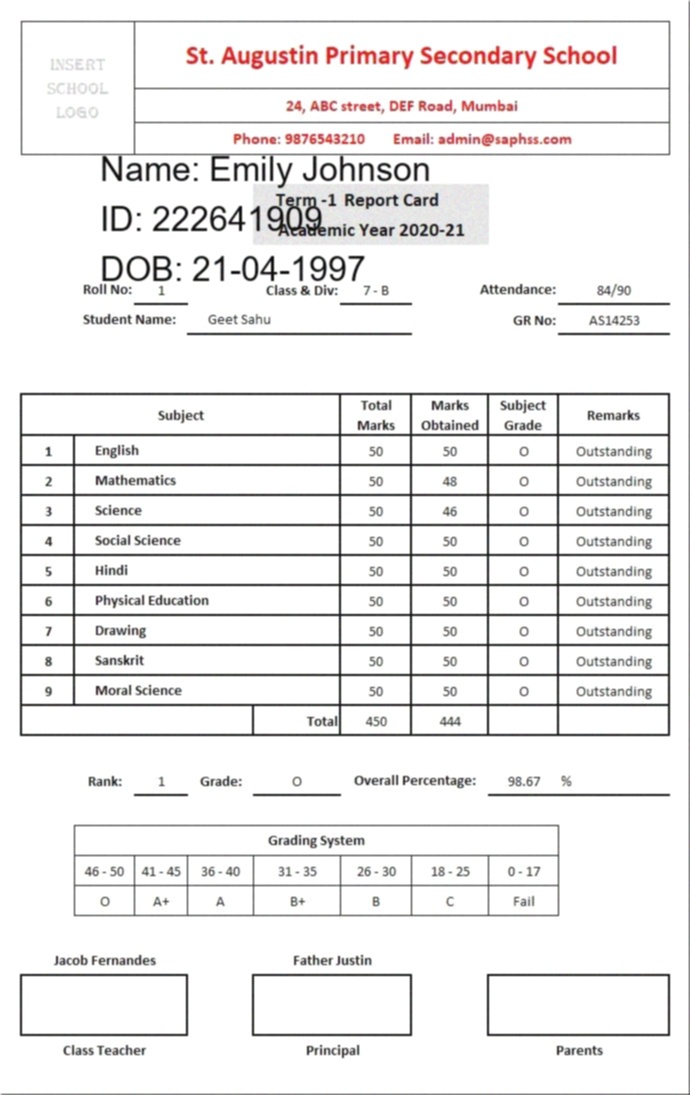 INSERT
SCHOOL
LOGO
St. Augustin Primary Secondary School
24, ABC street, DEF Road, Mumbai
Phone: 9876543210 Email: admin@saphss.com
Name: Emily Johnson
Term -1 Report Card
ID: 222641909
Academic Year 2020-21
DOB: 21-04-1997
Roll No: 1 Class & Div: 7 - B Attendance: 84/90
Student Name: Geet Sahu GR No: AS14253
Subject Total Marks Marks Obtained Subject Grade Remarks
1 English 50 50 O Outstanding
2 Mathematics 50 48 O Outstanding
3 Science 50 46 O Outstanding
4 Social Science 50 50 O Outstanding
5 Hindi 50 50 O Outstanding
6 Physical Education 50 50 O Outstanding
7 Drawing 50 50 O Outstanding
8 Sanskrit 50 50 O Outstanding
9 Moral Science 50 50 O Outstanding
Total 450 444
Rank: 1 Grade: O Overall Percentage: 98.67 %
Grading System
46 - 50 41 - 45 36 - 40 31 - 35 26 - 30 18 - 25 0 - 17
O A+ A B+ B C Fail
Jacob Fernandes Father Justin
Class Teacher Principal Parents